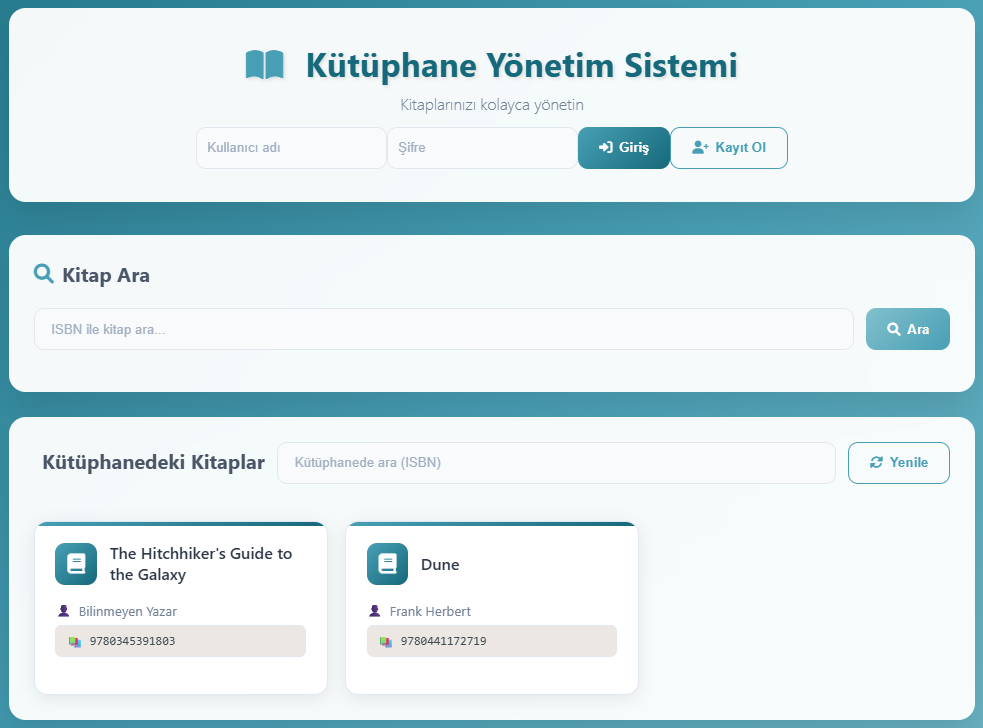 Kütüphane Yönetim Sistemi
Kitaplarınızı kolayca yönetin
Kullanıcı adı
Şifre
Giriş
Kayıt Ol
Kitap Ara
ISBN ile kitap ara...
Ara
Kütüphanedeki Kitaplar
Kütüphanede ara (ISBN)
Yenile
The Hitchhiker's Guide to
the Galaxy
Bilinmeyen Yazar
9780345391803
Dune
Frank Herbert
9780441172719